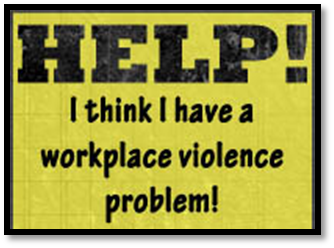 HELP!
I think I have a
workplace violence
problem!